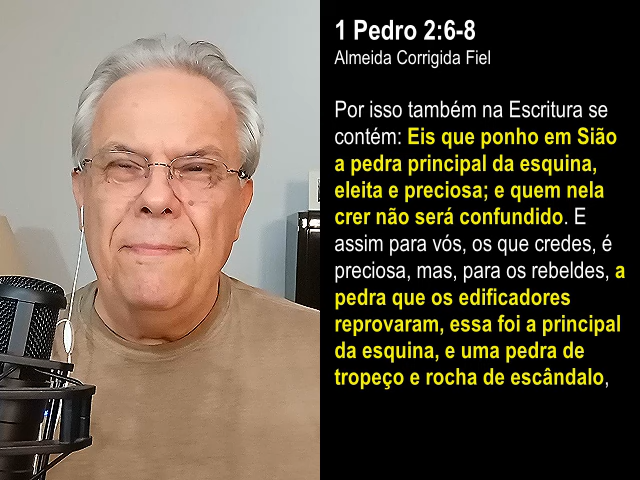 1 Pedro 2:6-8
Almeida Corrigida Fiel
Por isso também na Escritura se
contém: Eis que ponho em Sião
a pedra principal da esquina,
eleita e preciosa; e quem nela
crer não será confundido. E
assim para vós, os que credes, é
preciosa, mas, para os rebeldes, a
pedra que os edificadores
reprovaram, essa foi a principal
da esquina, e uma pedra de
tropeço e rocha de escândalo,